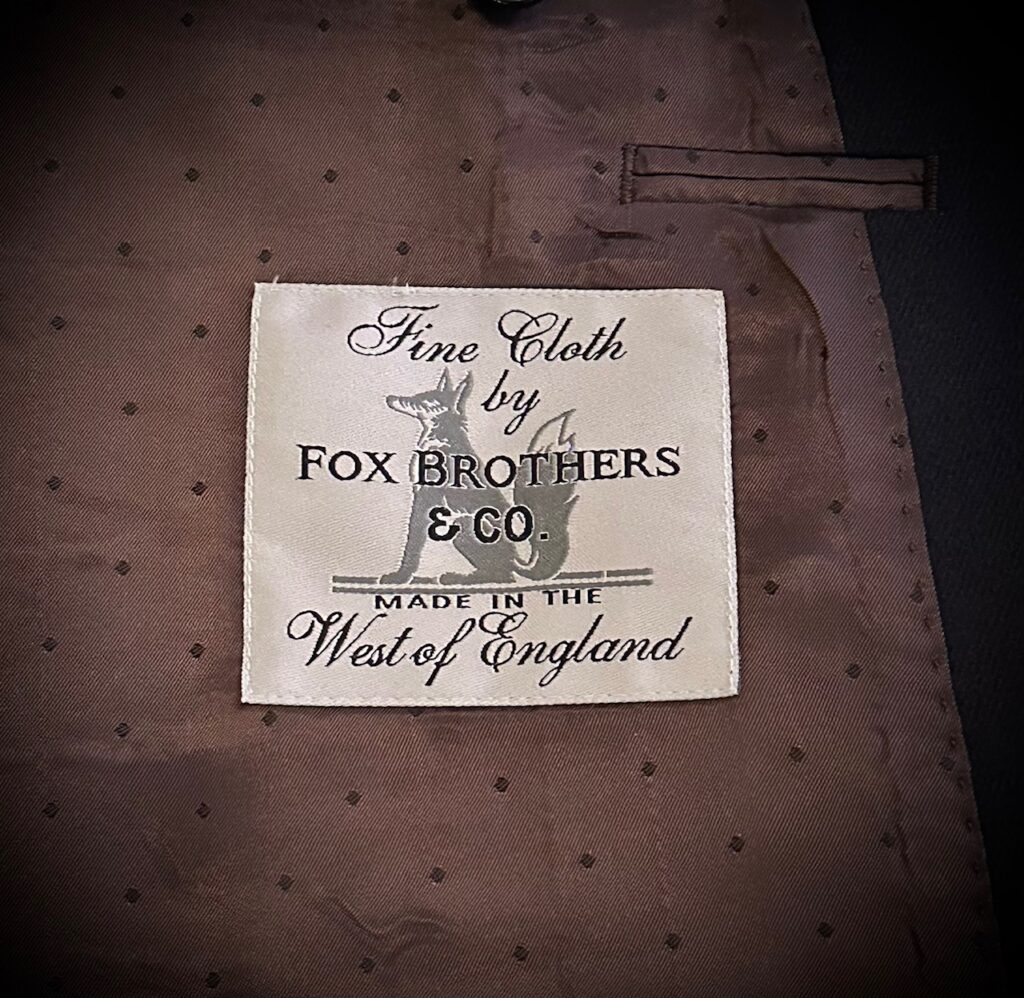 Fine Cloth
by
FOX BROTHERS
& CO.
MADE IN THE
West of England